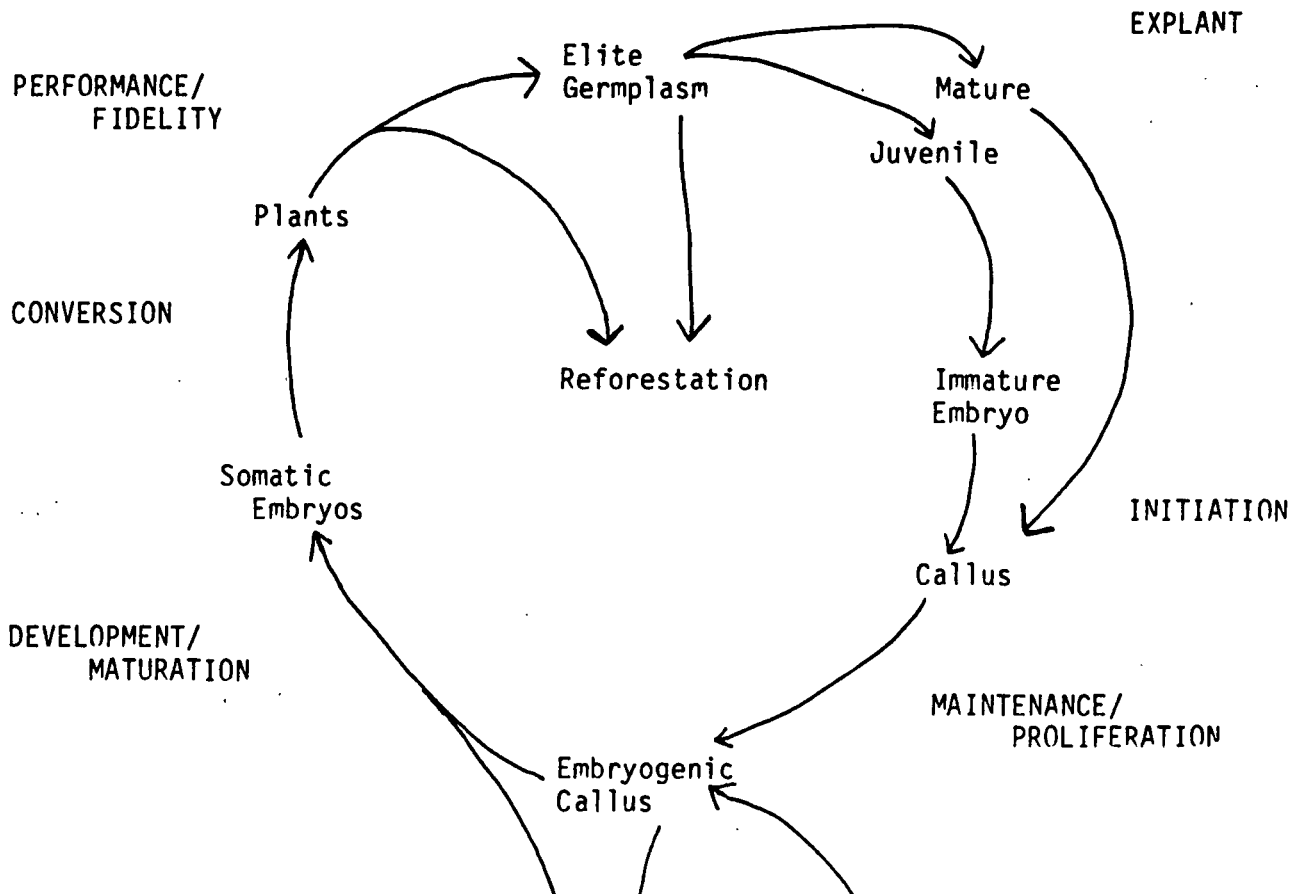 EXPLANT
Elite
Germplasm
PERFORMANCE/
FIDELITY
Mature
Juvenile
Plants
CONVERSION
Reforestation
Immature
Embryo
Somatic
Embryos
INITIATION
Callus
DEVELOPMENT/
MATURATION
MAINTENANCE/
PROLIFERATION
Embryogenic
Callus